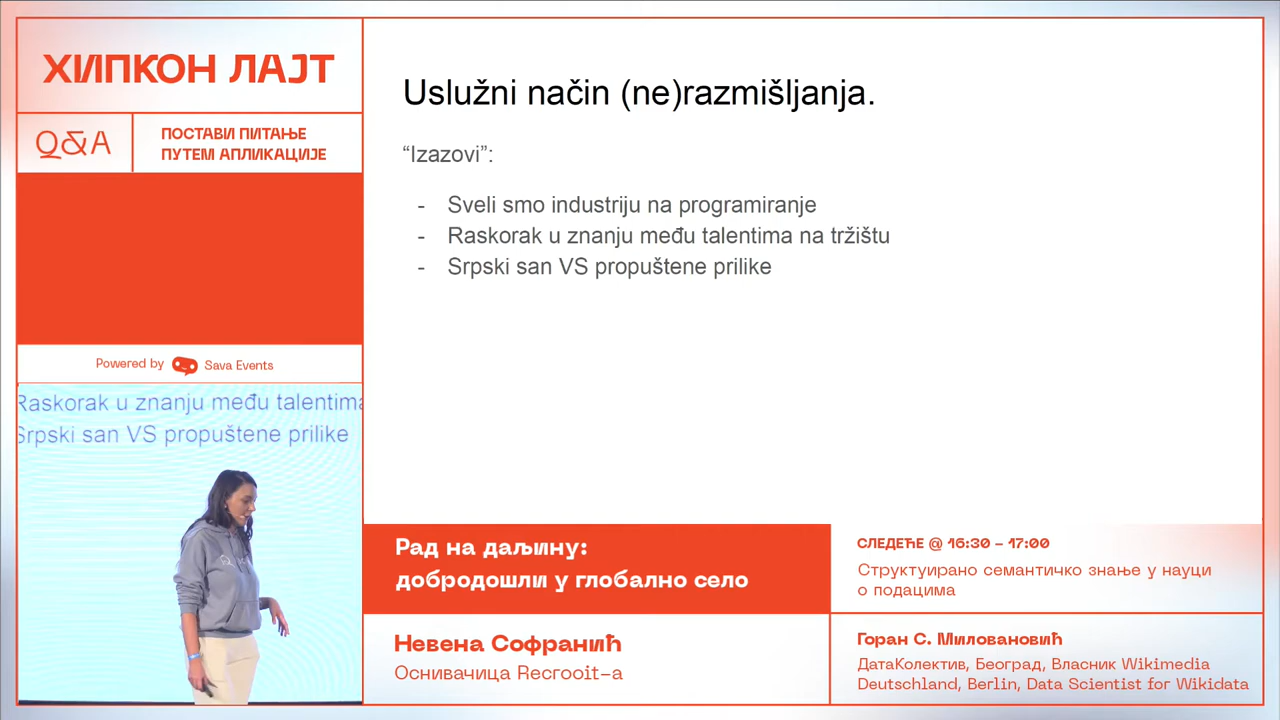 ХИПКОН ЛАЈТ
Q&A
ПОСТАВИ ПИТАЊЕ
ПУТЕМ АПЛИКАЦИЈЕ
Powered by Sava Events
Raskorak u znanju među talentima
Srpski san VS propuštene prilike
Uslužni način (ne)razmišljanja.
“Izazovi”:
- Sveli smo industriju na programiranje
- Raskorak u znanju među talentima na tržištu
- Srpski san VS propuštene prilike
Рад на даљину:
добродошли у глобално село
Невена Софранић
Оснивачица Recrooit-a
СЛЕДЕЋЕ @ 16:30 - 17:00
Структуирано семантичко знање у науци
о подацима
Горан С. Миловановић
ДатаКолектив, Београд, Власник Wikimedia
Deutschland, Berlin, Data Scientist for Wikidata